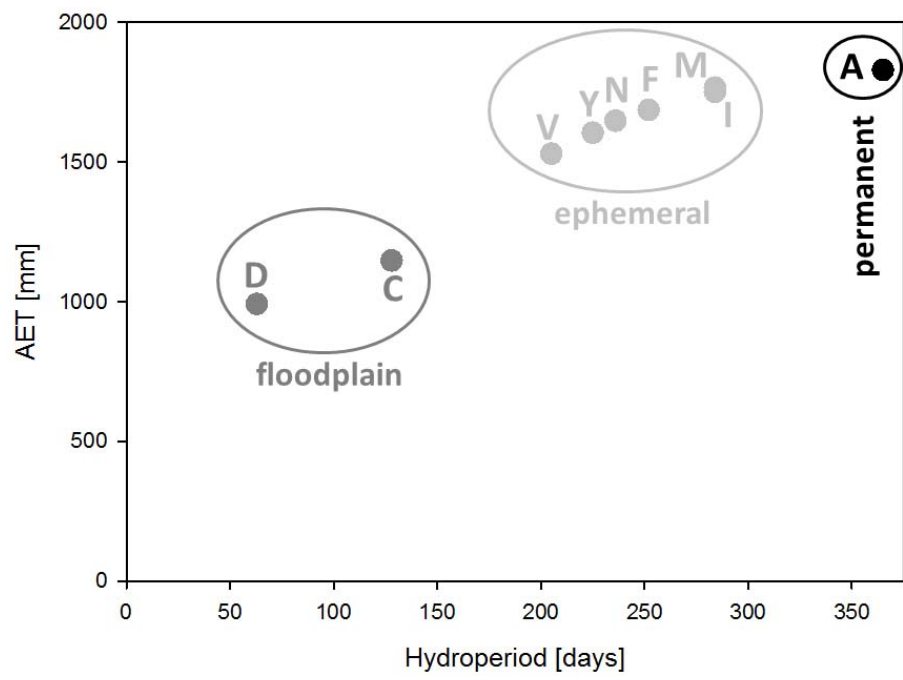 2000
A
permanent
M
F
N
Y
V
I
1500
ephemeral
AET [mm]
D
C
1000
floodplain
500
0
0 50 100 150 200 250 300 350
Hydroperiod [days]